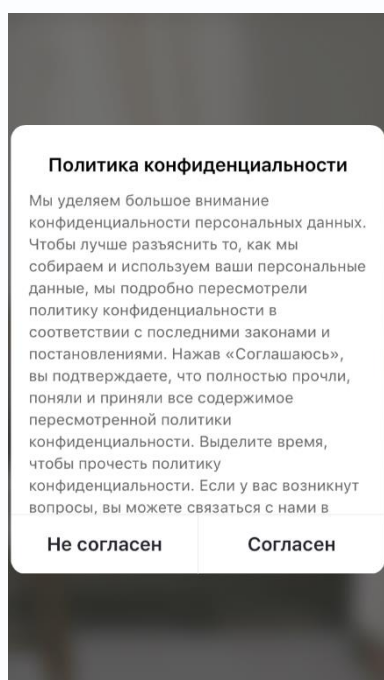 Политика конфиденциальности
Мы уделяем большое внимание
конфиденциальности персональных данных.
Чтобы лучше разъяснить то, как мы
собираем и используем ваши персональные
данные, мы подробно пересмотрели
политику конфиденциальности в
соответствии с последними законами и
постановлениями. Нажав «Соглашаюсь»,
вы подтверждаете, что полностью прочли,
поняли и приняли все содержимое
пересмотренной политики
конфиденциальности. Выделите время,
чтобы прочесть политику
конфиденциальности. Если у вас возникнут
вопросы, вы можете связаться с нами в
Не согласен Согласен